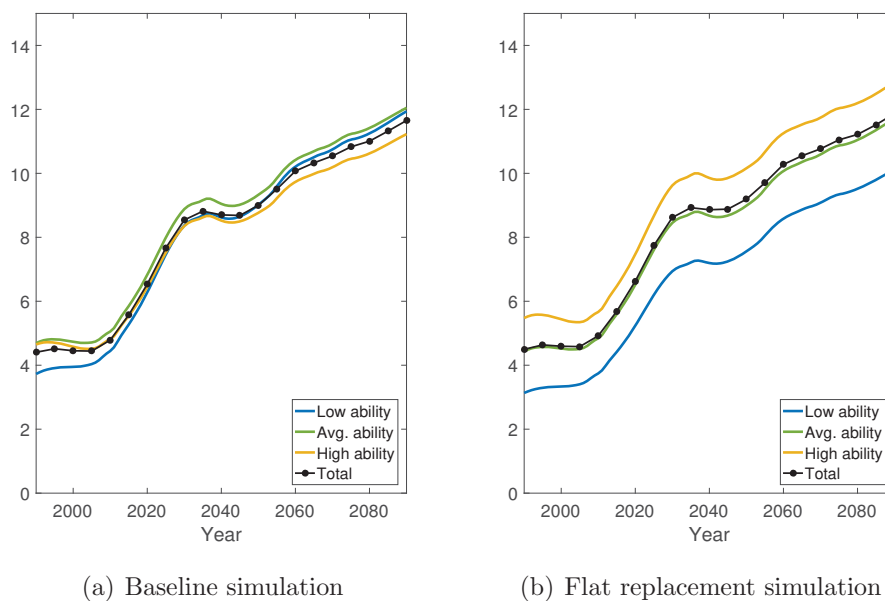 14
12
10
8
6
4
2
0
2000 2020 2040 2060 2080
Year
Low ability
Avg. ability
High ability
Total
(a) Baseline simulation
14
12
10
8
6
4
2
0
2000 2020 2040 2060 2080
Year
Low ability
Avg. ability
High ability
Total
(b) Flat replacement simulation